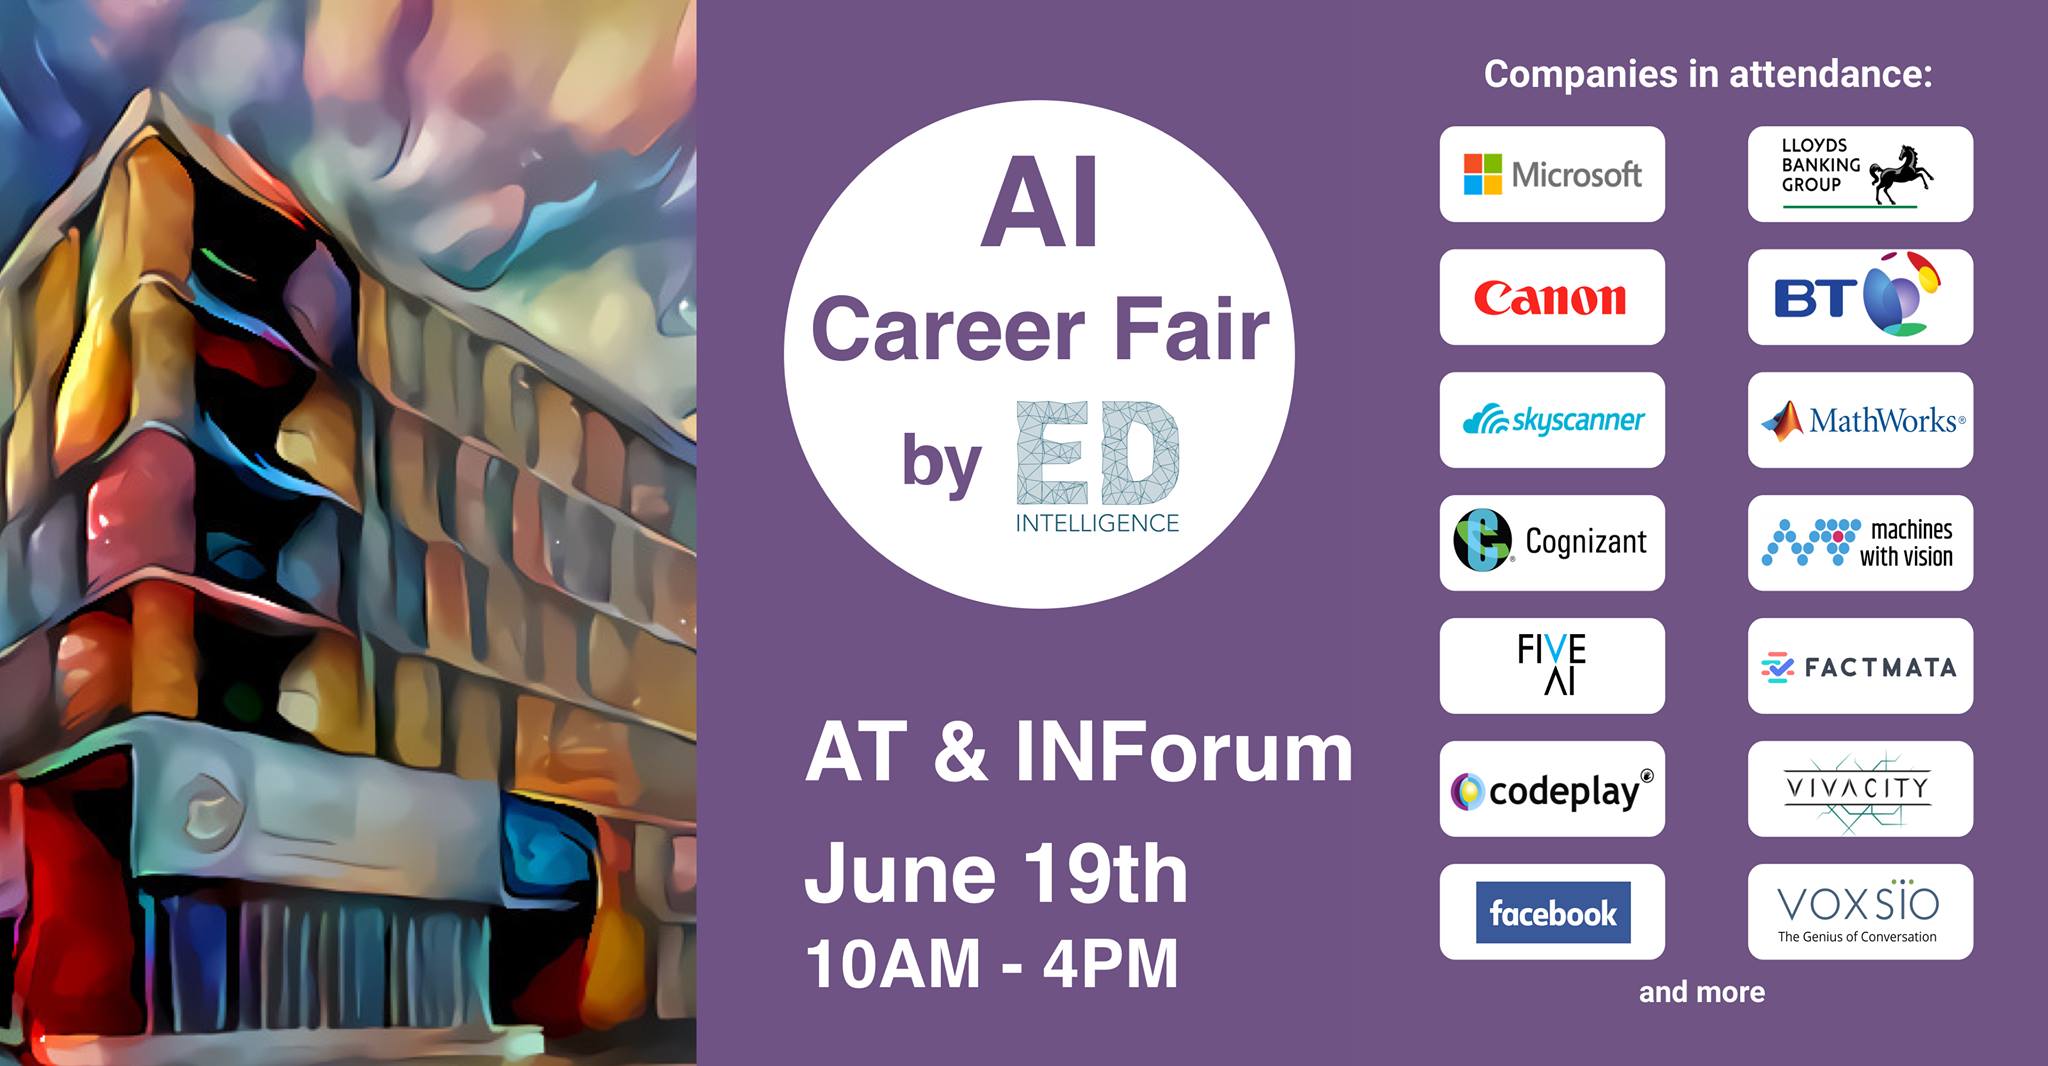 AI
Career Fair
by ED
INTELLIGENCE
AT & INForum
June 19th
10AM - 4PM
Companies in attendance:
Microsoft
LLOYDS
BANKING
GROUP
Canon
BT
skyscanner
MathWorks®
Cognizant®
machines
with vision
FIVE
AI
FACTMATA
codeplay®
VIVACITY
facebook
VOXSÏO
The Genius of Conversation
and more